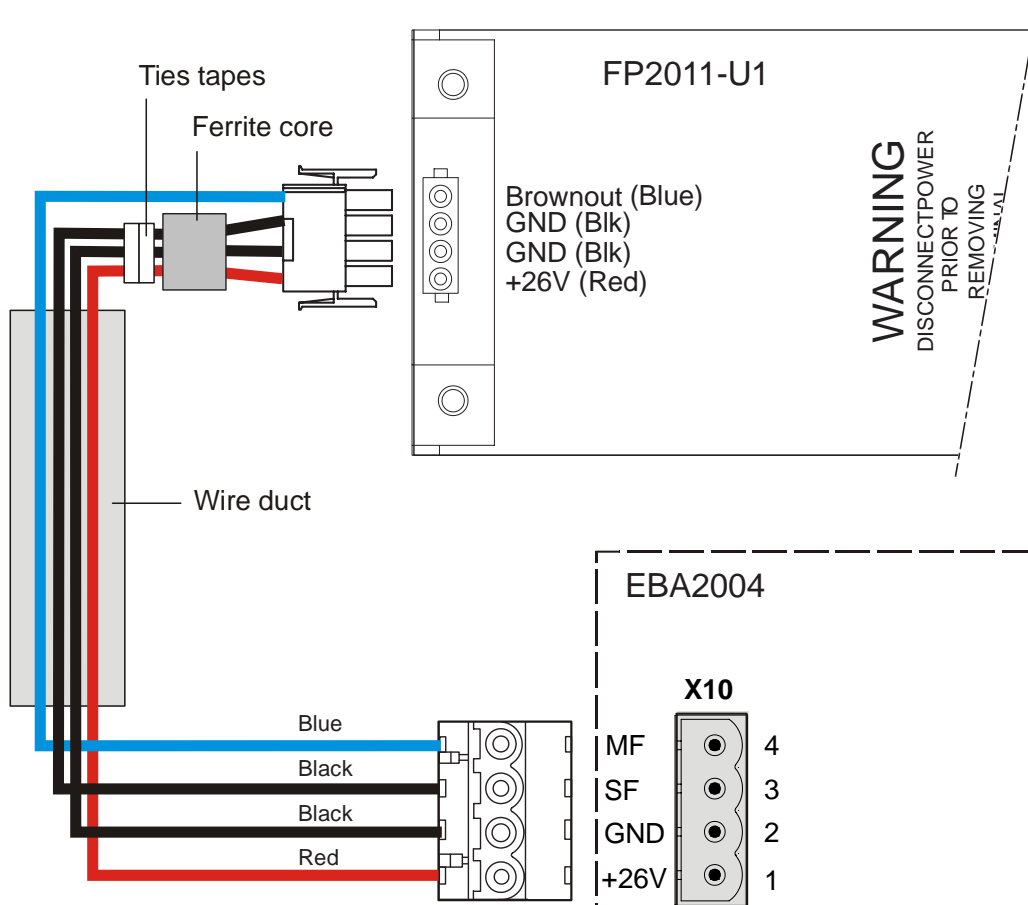 Ties tapes
Ferrite core
FP2011-U1
Brownout (Blue)
GND (Blk)
GND (Blk)
+26V (Red)
WARNING
DISCONNECTPOWER
PRIOR TO
REMOVING
Wire duct
EBA2004
X10
Blue
MF
4
Black
SF
3
Black
GND
2
Red
+26V
1